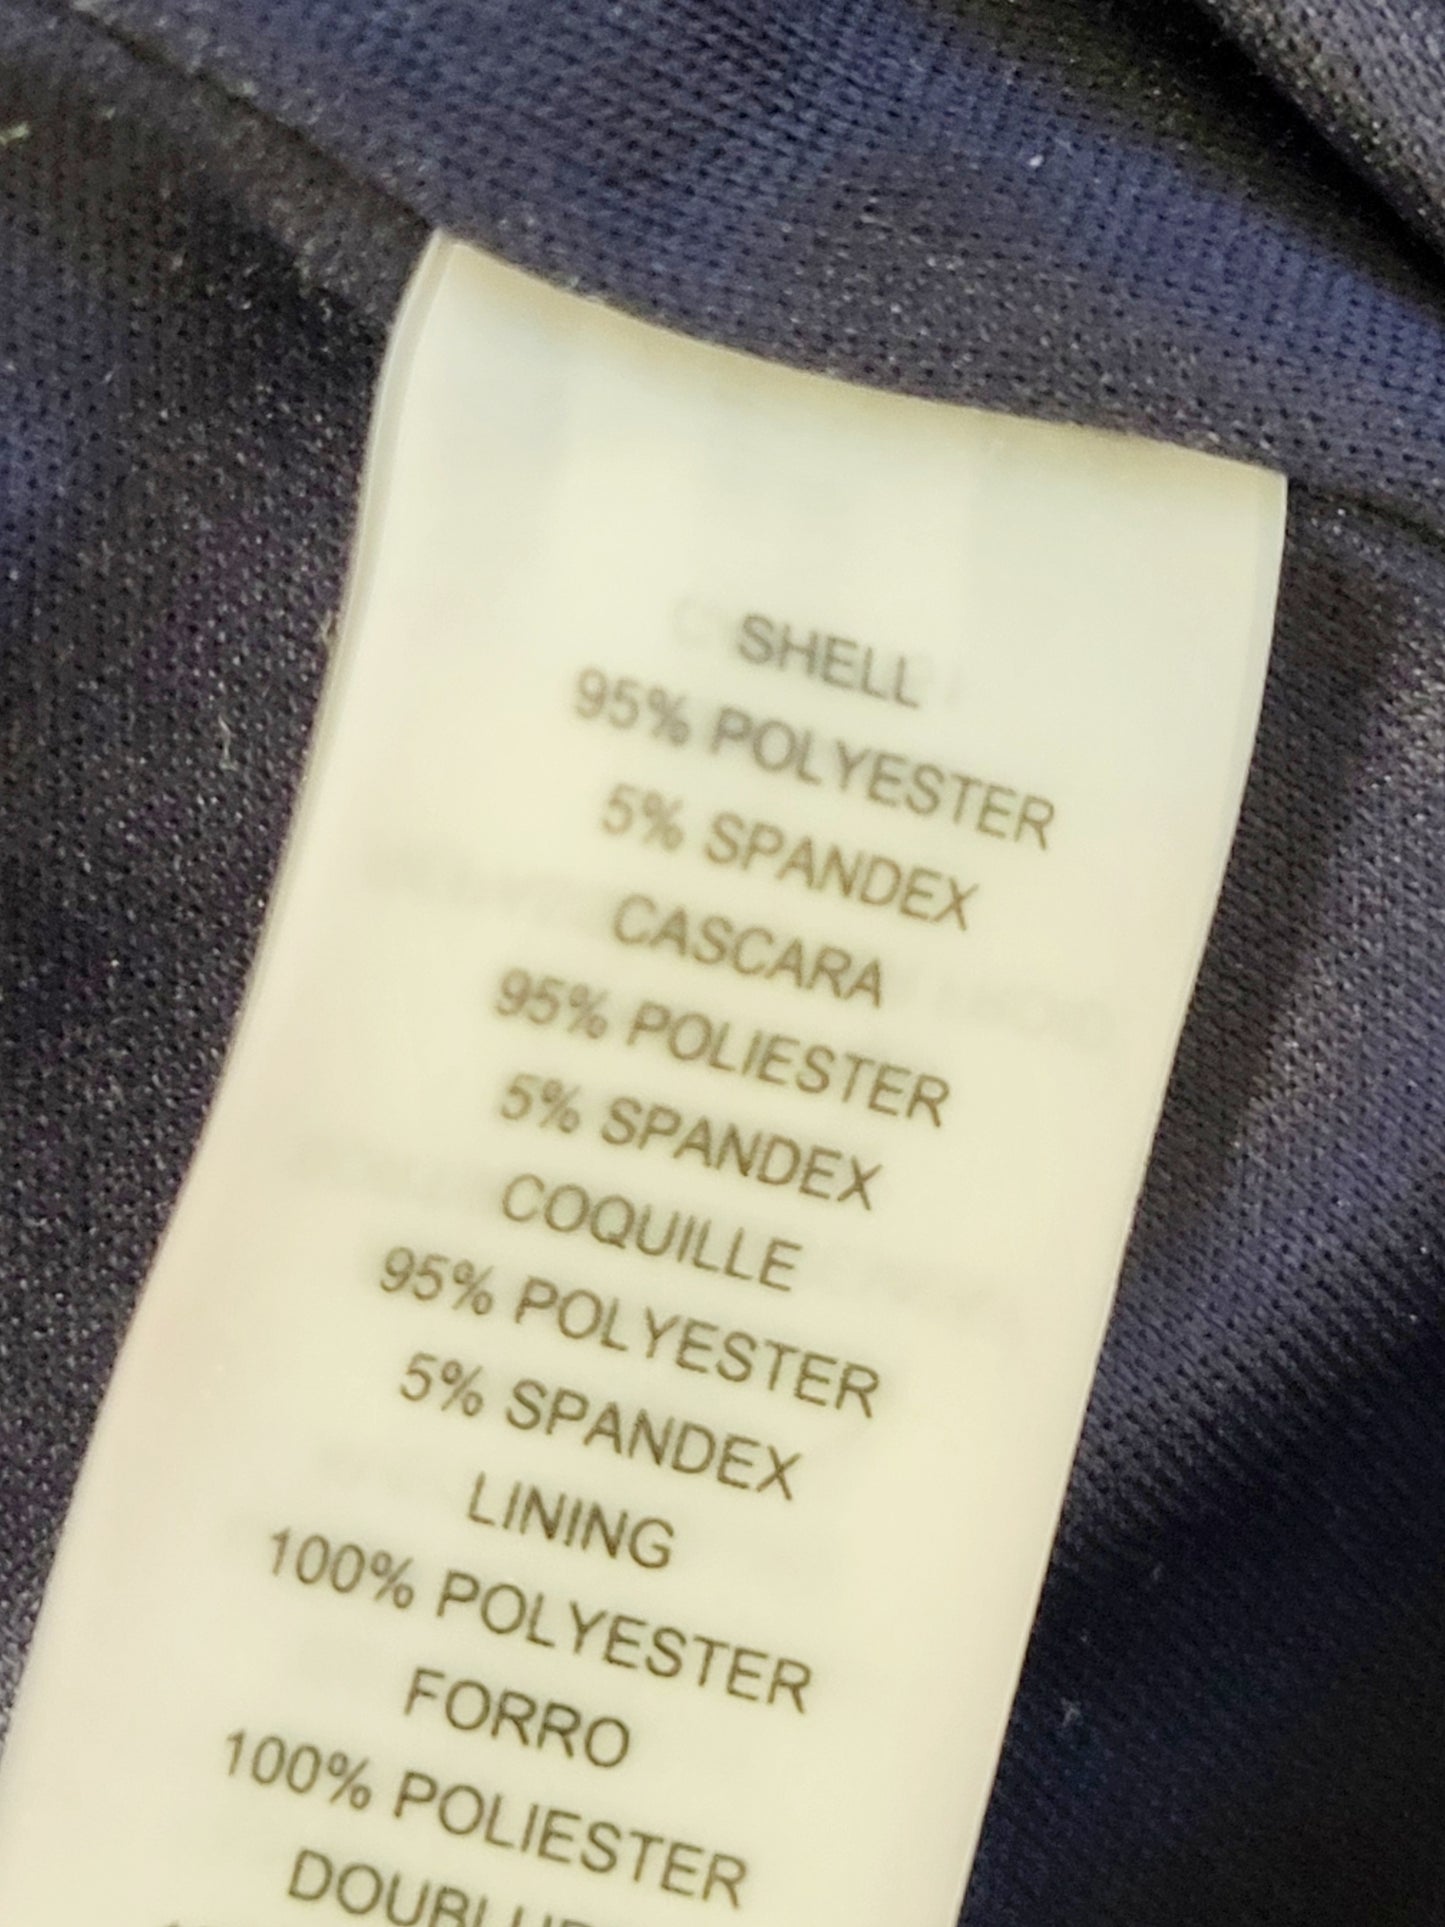 SHELL
95% POLYESTER
5% SPANDEX
CASCARA
95% POLIESTER
5% SPANDEX
COQUILLE
95% POLYESTER
5% SPANDEX
LINING
100% POLYESTER
FORRO
100% POLIESTER